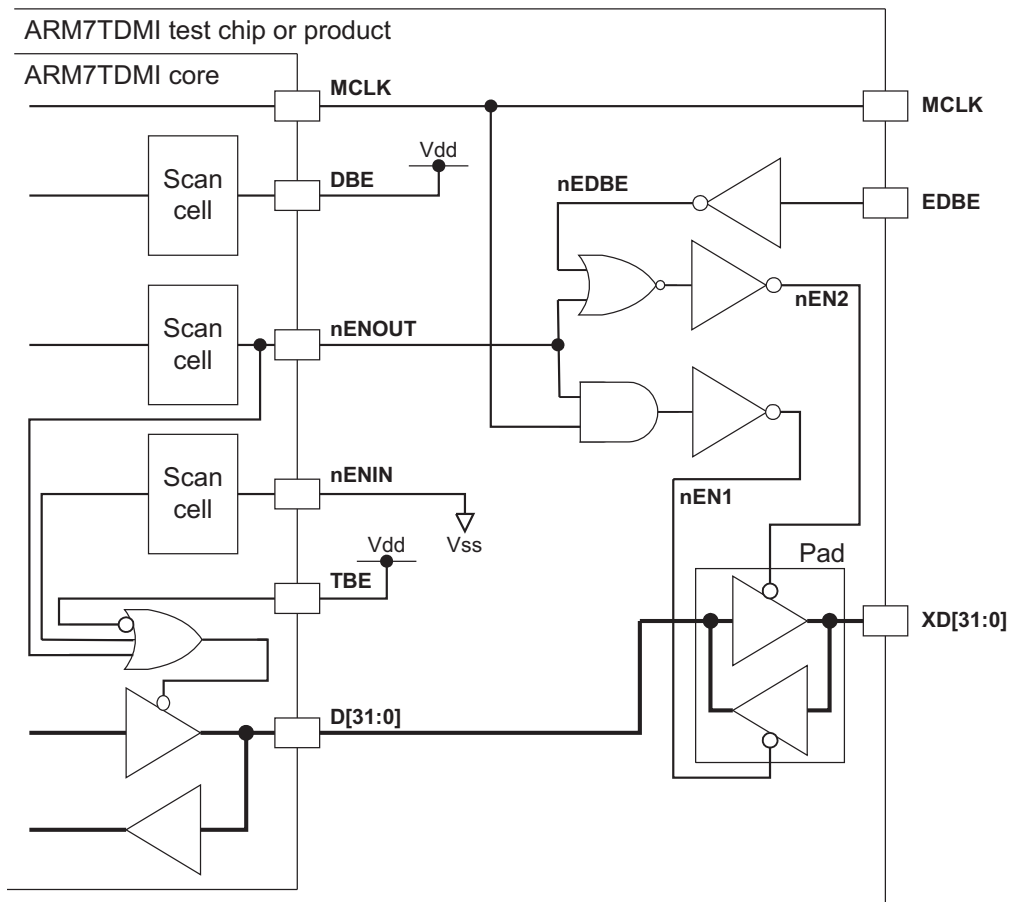 ARM7TDMI test chip or product
ARM7TDMI core
MCLK
MCLK
Scan
cell
DBE
Vdd
nEDBE
EDBE
nEN2
Scan
cell
nENOUT
Scan
cell
nENIN
Vss
nEN1
Vdd
TBE
Pad
XD[31:0]
D[31:0]